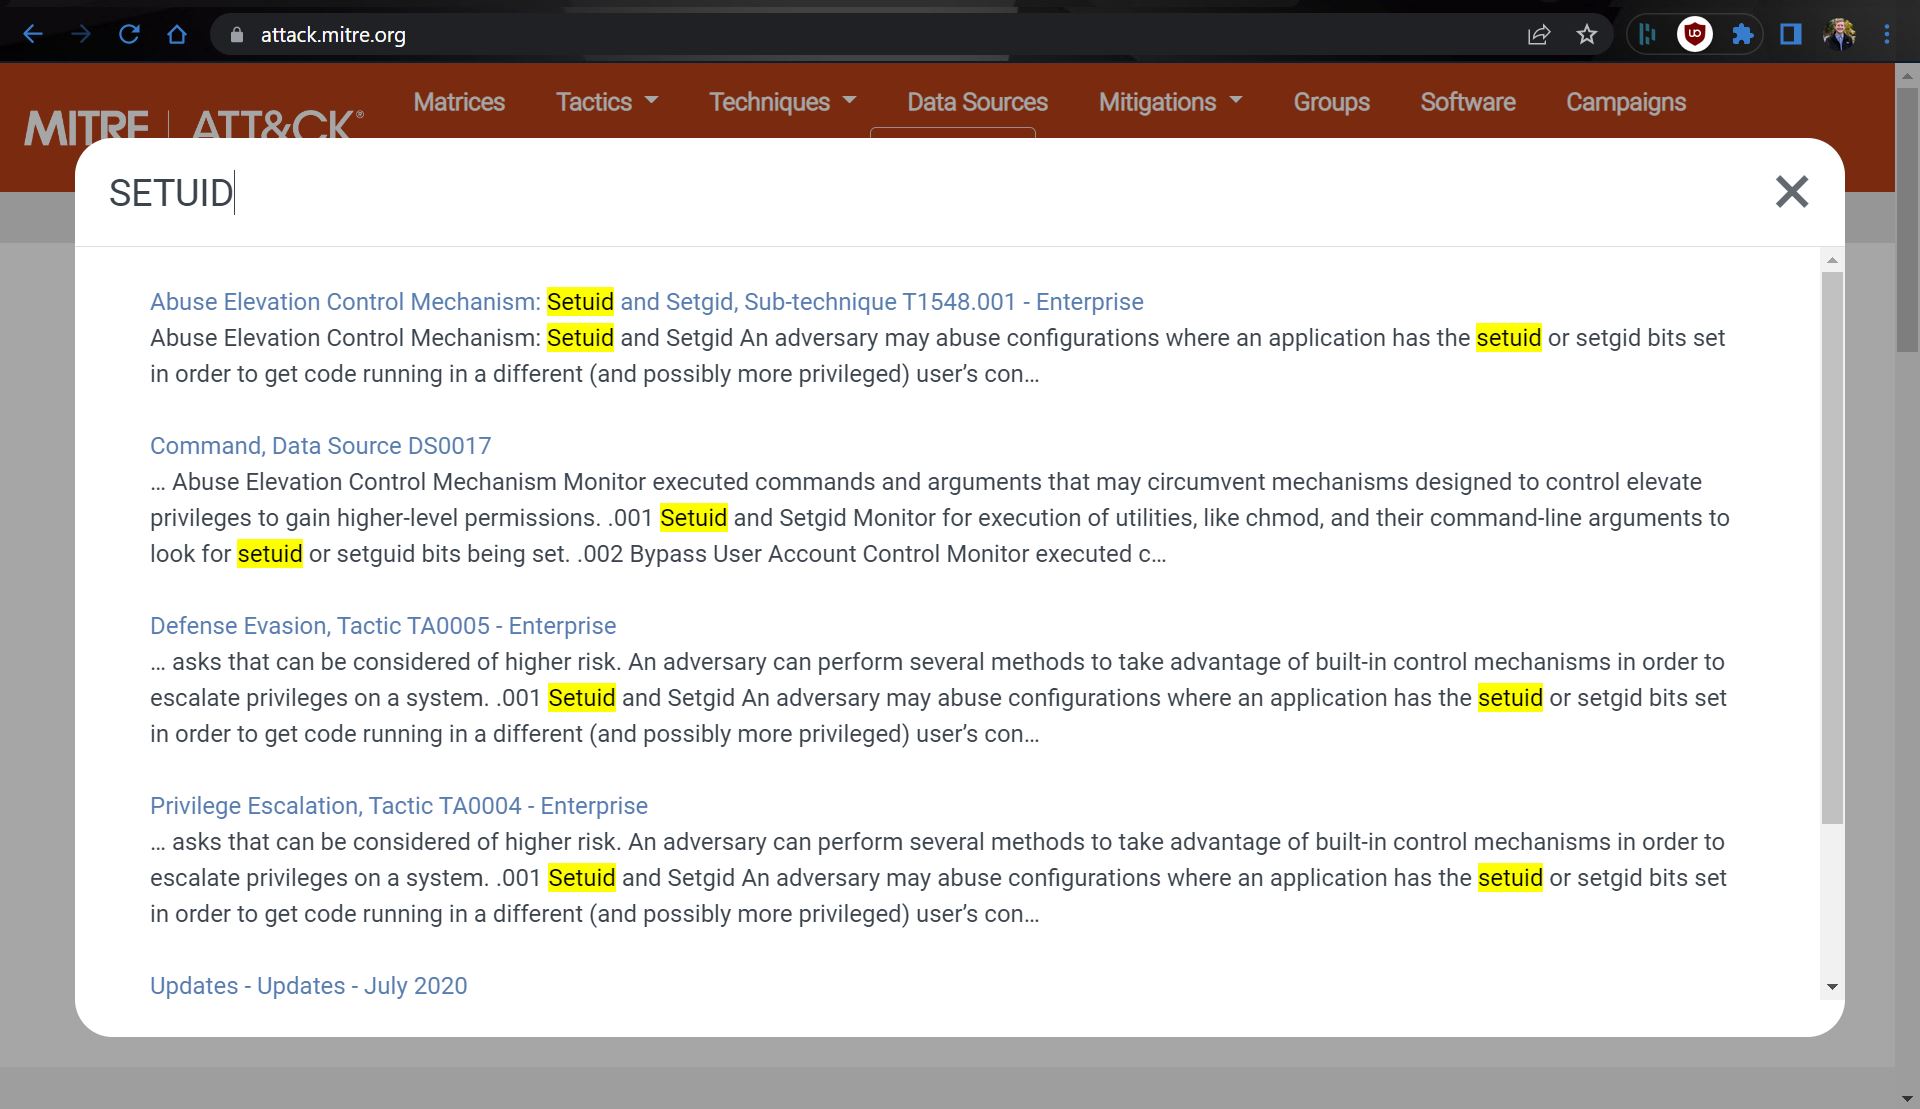 attack.mitre.org
MITRE | ATT&CK®
Matrices Tactics Techniques Data Sources Mitigations Groups Software Campaigns
SETUID
Abuse Elevation Control Mechanism: Setuid and Setgid, Sub-technique T1548.001 - Enterprise
Abuse Elevation Control Mechanism: Setuid and Setgid An adversary may abuse configurations where an application has the setuid or setgid bits set
in order to get code running in a different (and possibly more privileged) user’s con...
Command, Data Source DS0017
... Abuse Elevation Control Mechanism Monitor executed commands and arguments that may circumvent mechanisms designed to control elevate
privileges to gain higher-level permissions. .001 Setuid and Setgid Monitor for execution of utilities, like chmod, and their command-line arguments to
look for setuid or setguid bits being set. .002 Bypass User Account Control Monitor executed c...
Defense Evasion, Tactic TA0005 - Enterprise
... asks that can be considered of higher risk. An adversary can perform several methods to take advantage of built-in control mechanisms in order to
escalate privileges on a system. .001 Setuid and Setgid An adversary may abuse configurations where an application has the setuid or setgid bits set
in order to get code running in a different (and possibly more privileged) user’s con...
Privilege Escalation, Tactic TA0004 - Enterprise
... asks that can be considered of higher risk. An adversary can perform several methods to take advantage of built-in control mechanisms in order to
escalate privileges on a system. .001 Setuid and Setgid An adversary may abuse configurations where an application has the setuid or setgid bits set
in order to get code running in a different (and possibly more privileged) user’s con...
Updates - Updates - July 2020